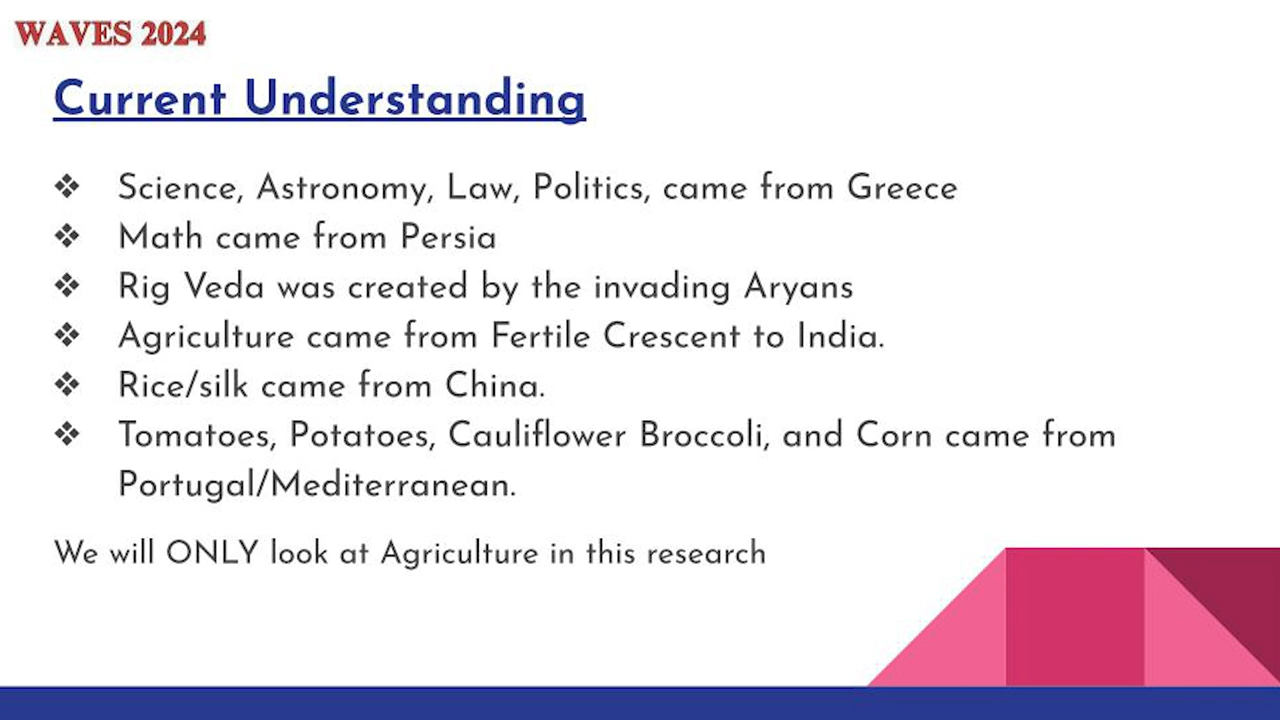 WAVES 2024
Current Understanding
❖ Science, Astronomy, Law, Politics, came from Greece
❖ Math came from Persia
❖ Rig Veda was created by the invading Aryans
❖ Agriculture came from Fertile Crescent to India.
❖ Rice/silk came from China.
❖ Tomatoes, Potatoes, Cauliflower Broccoli, and Corn came from
Portugal/Mediterranean.
We will ONLY look at Agriculture in this research